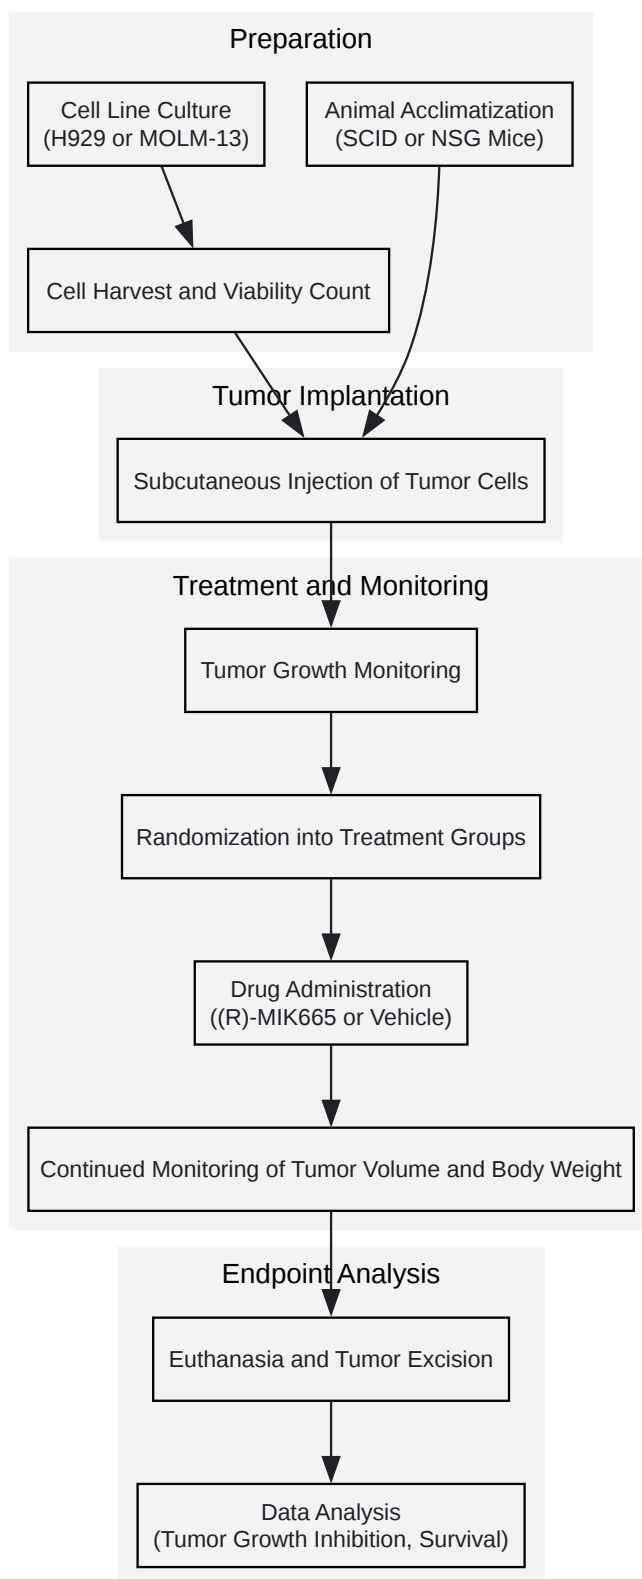 Preparation
Cell Line Culture
(H929 or MOLM-13)
Animal Acclimatization
(SCID or NSG Mice)
Cell Harvest and Viability Count
Tumor Implantation
Subcutaneous Injection of Tumor Cells
Treatment and Monitoring
Tumor Growth Monitoring
Randomization into Treatment Groups
Drug Administration
((R)-MIK665 or Vehicle)
Continued Monitoring of Tumor Volume and Body Weight
Endpoint Analysis
Euthanasia and Tumor Excision
Data Analysis
(Tumor Growth Inhibition, Survival)